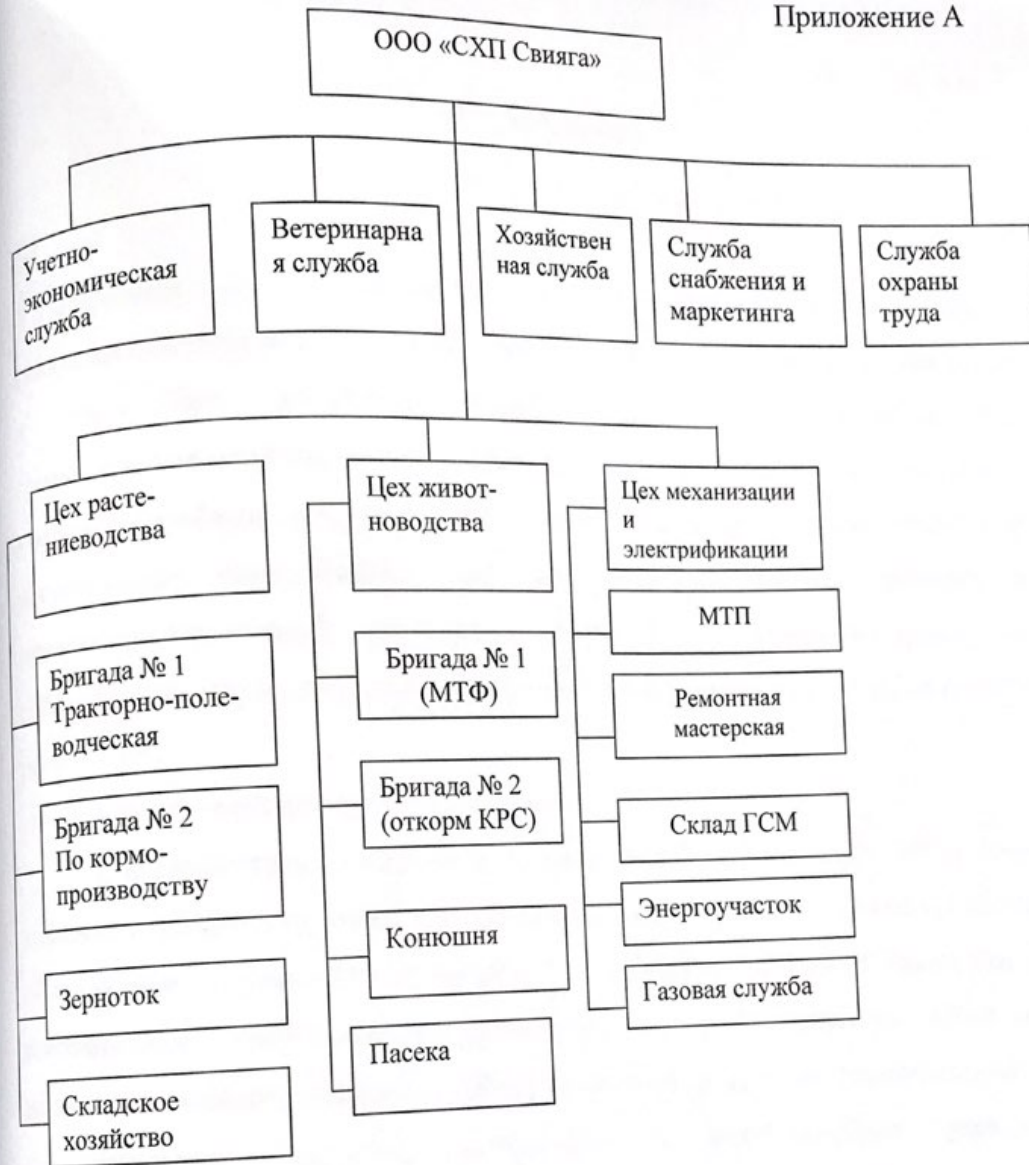 Приложение А
ООО «СХП Свияга»
Учетно-
экономическая
служба
Ветеринарна
я служба
Хозяйствен
ная служба
Служба
снабжения и
маркетинга
Служба
охраны
труда
Цех расте-
ниеводства
Бригада № 1
Тракторно-поле-
водческая
Бригада № 2
По кормо-
производству
Зерноток
Складское
хозяйство
Цех живот-
новодства
Бригада № 1
(МТФ)
Бригада № 2
(откорм КРС)
Конюшня
Пасека
Цех механизации
и
электрификации
МТП
Ремонтная
мастерская
Склад ГСМ
Энергоучасток
Газовая служба